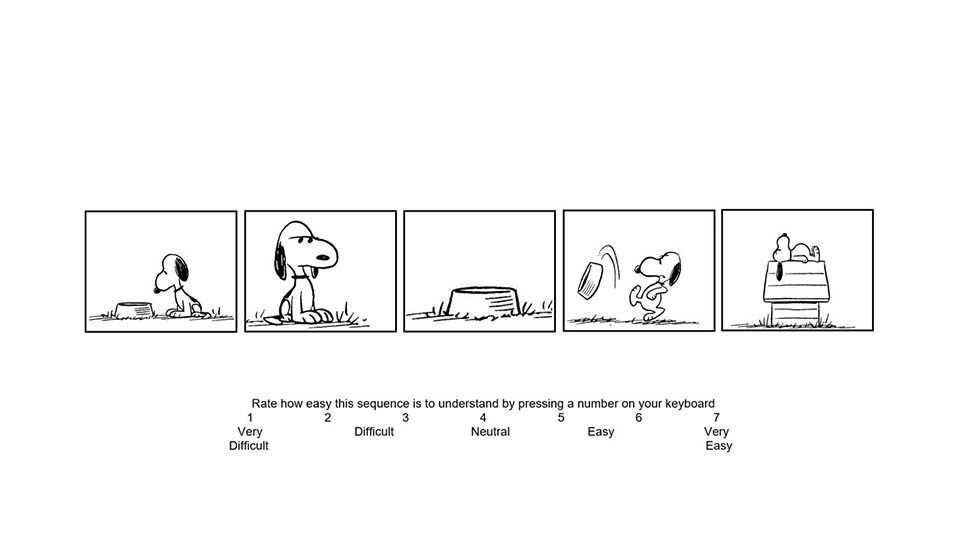 Rate how easy this sequence is to understand by pressing a number on your keyboard
1 2 3 4 5 6 7
Very Difficult Neutral Easy Very
Difficult Easy